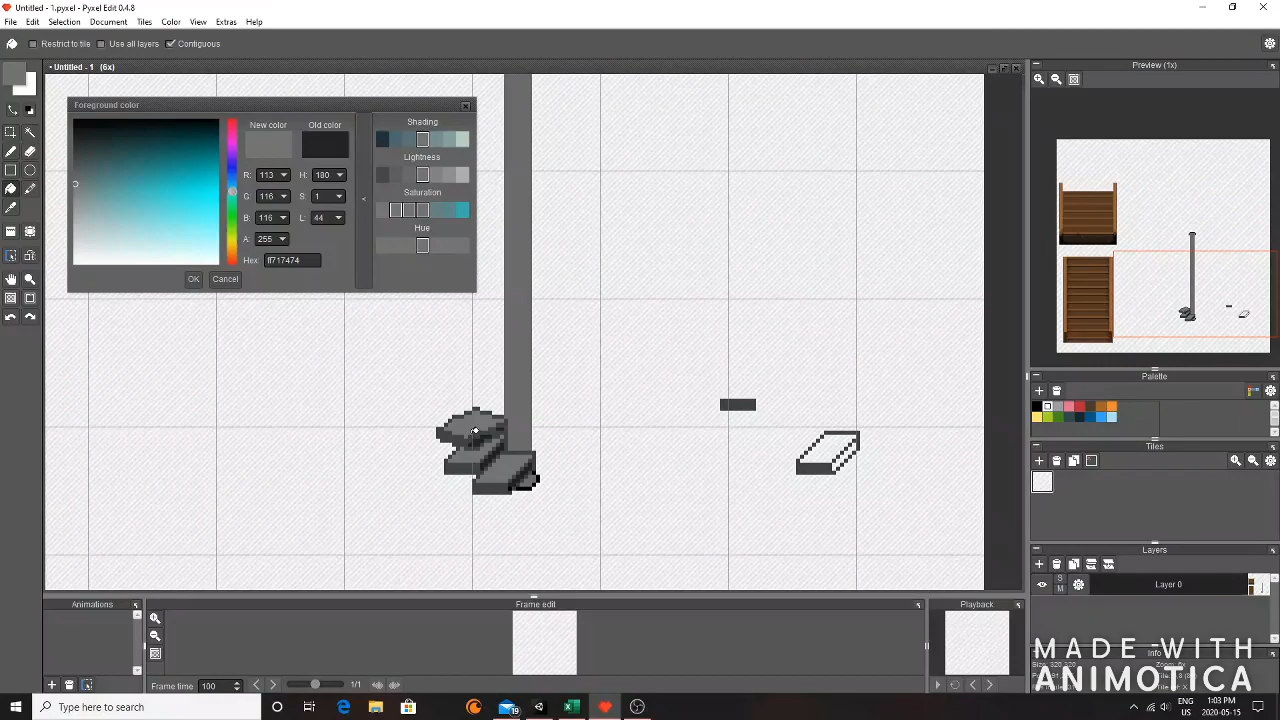 Untitled - 1.pyxel - Pyxel Edit 0.4.8
File Edit Selection Document Tiles Color View Extras Help
Restrict to tile Use all layers Contiguous
• Untitled - 1 (6x)
Preview (1x)
Foreground color
New color Old color Shading
Lightness
R: 113 H: 180
Saturation
G: 116 S: 1
B: 116 L: 44
Hue
A: 255
Hex: ff717474
OK Cancel
<
Palette
Tiles
Layers
S
M
Layer 0
Animations Frame edit Playback
Frame time 100 1/1
MADE WITH
ANIMOTICA
Info
Type here to search
19
ENG
US
1:03 PM
2020-05-15